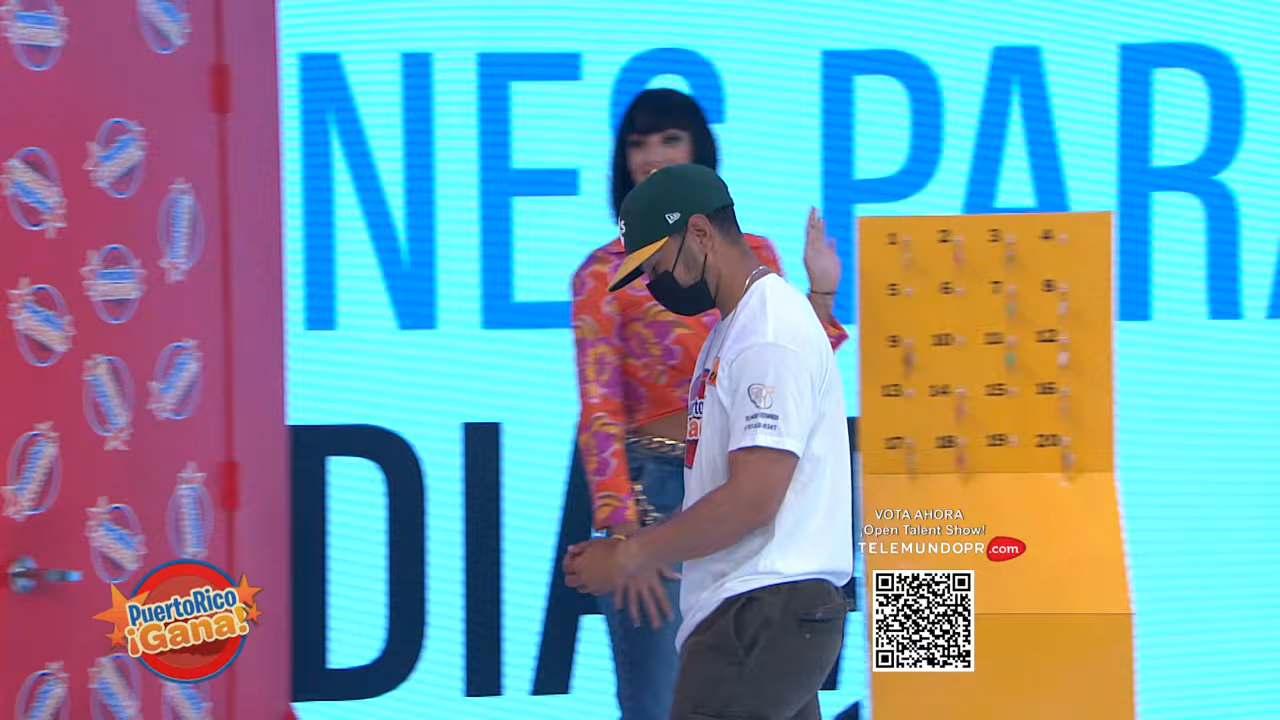 NES PARA
DIA
1 2 3 4
5 6 7 8
9 10 11 12
13 14 15 16
17 18 19 20
VOTA AHORA
¡Open Talent Show!
TELEMUNDOPR.com
PuertoRico
¡Gana!